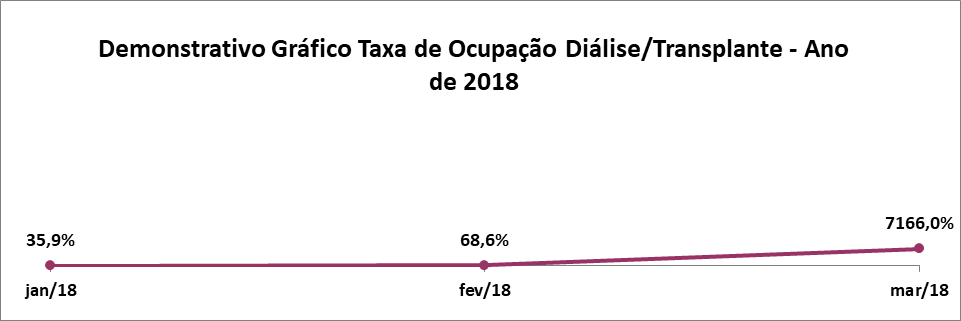 Demonstrativo Gráfico Taxa de Ocupação Diálise/Transplante - Ano
de 2018
35,9%
68,6%
7166,0%
jan/18
fev/18
mar/18